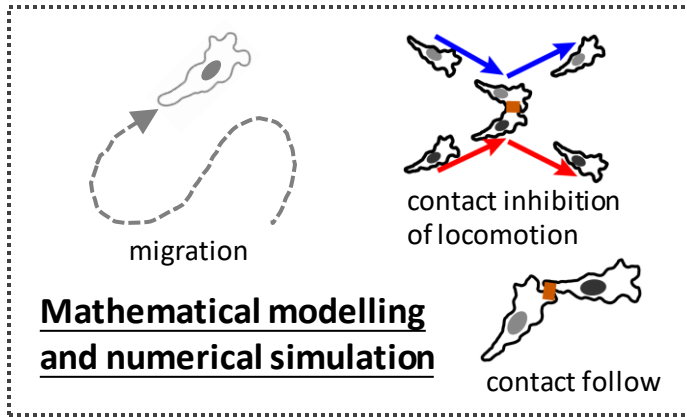 migration
contact inhibition
of locomotion
Mathematical modelling
and numerical simulation
contact follow